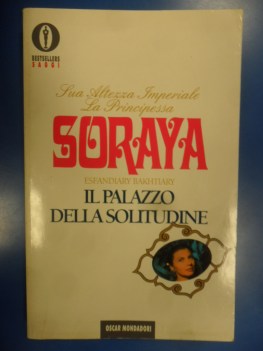 BESTSELLERS
SAGGI
Sua Altezza Imperiale
La Principessa
SORAYA
ESFANDIARY BAKHTIARY
IL PALAZZO
DELLA SOLITUDINE
OSCAR MONDADORI